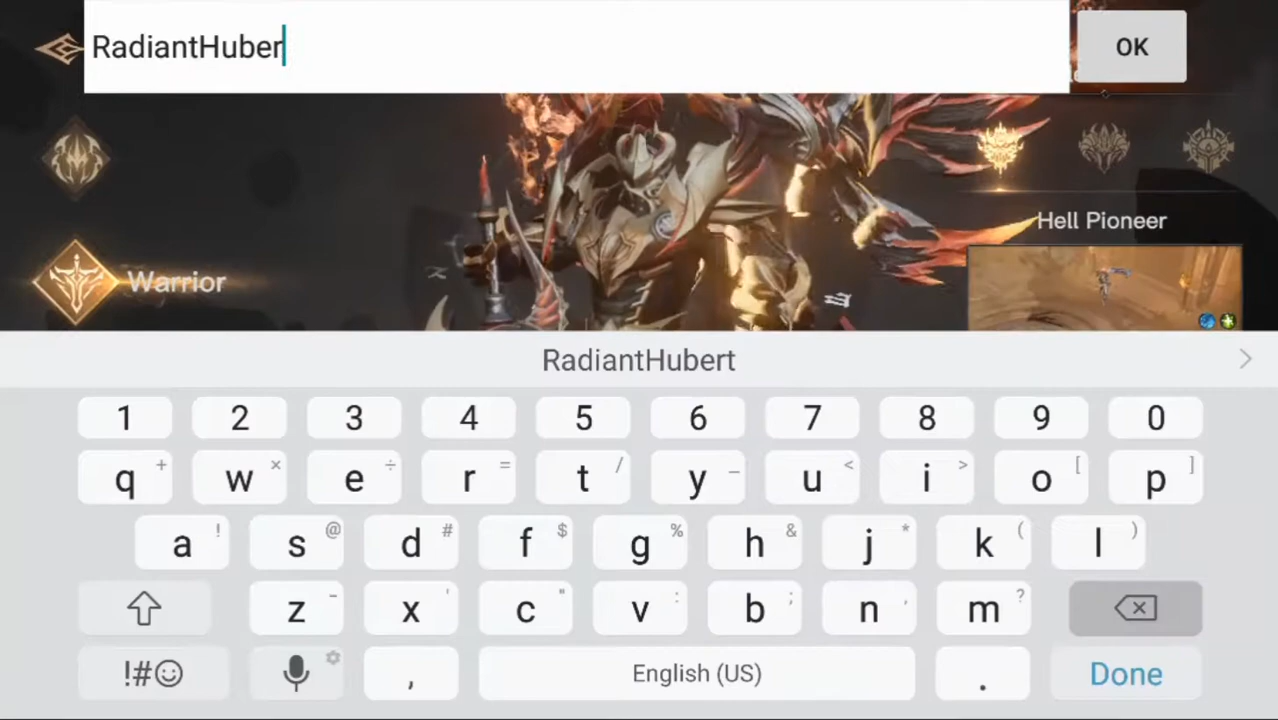 RadiantHuber
OK
Hell Pioneer
Warrior
RadiantHubert
1 2 3 4 5 6 7 8 9 0
q + w × e ÷ r = t / y _ u < i > o [ p ]
a ! s @ d # f $ g % h & j * k ( l )
z - x ' c " v : b ; n , m ?
!#☺ , English (US) . Done